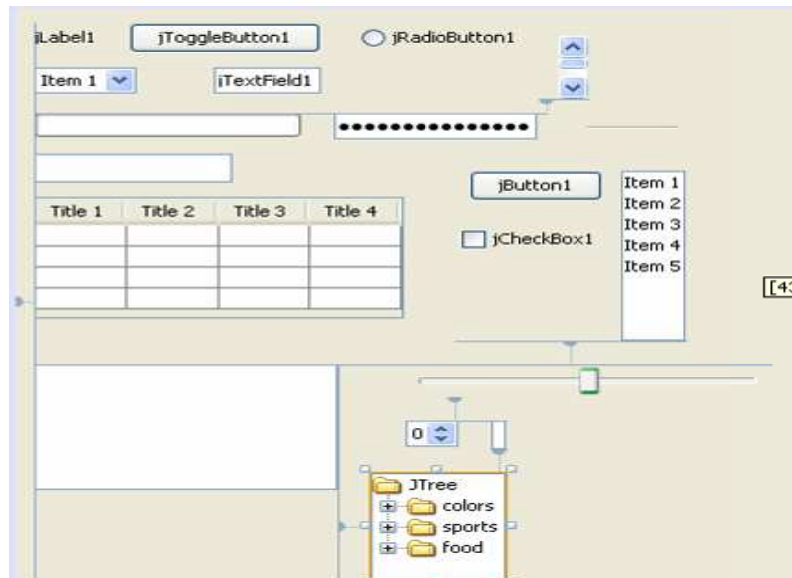 jLabel1 jToggleButton1 jRadioButton1
Item 1 jTextField1
jButton1
Item 1
Item 2
Item 3
Item 4
Item 5
Title 1 Title 2 Title 3 Title 4
jCheckBox1
[43
0
JTree
colors
sports
food